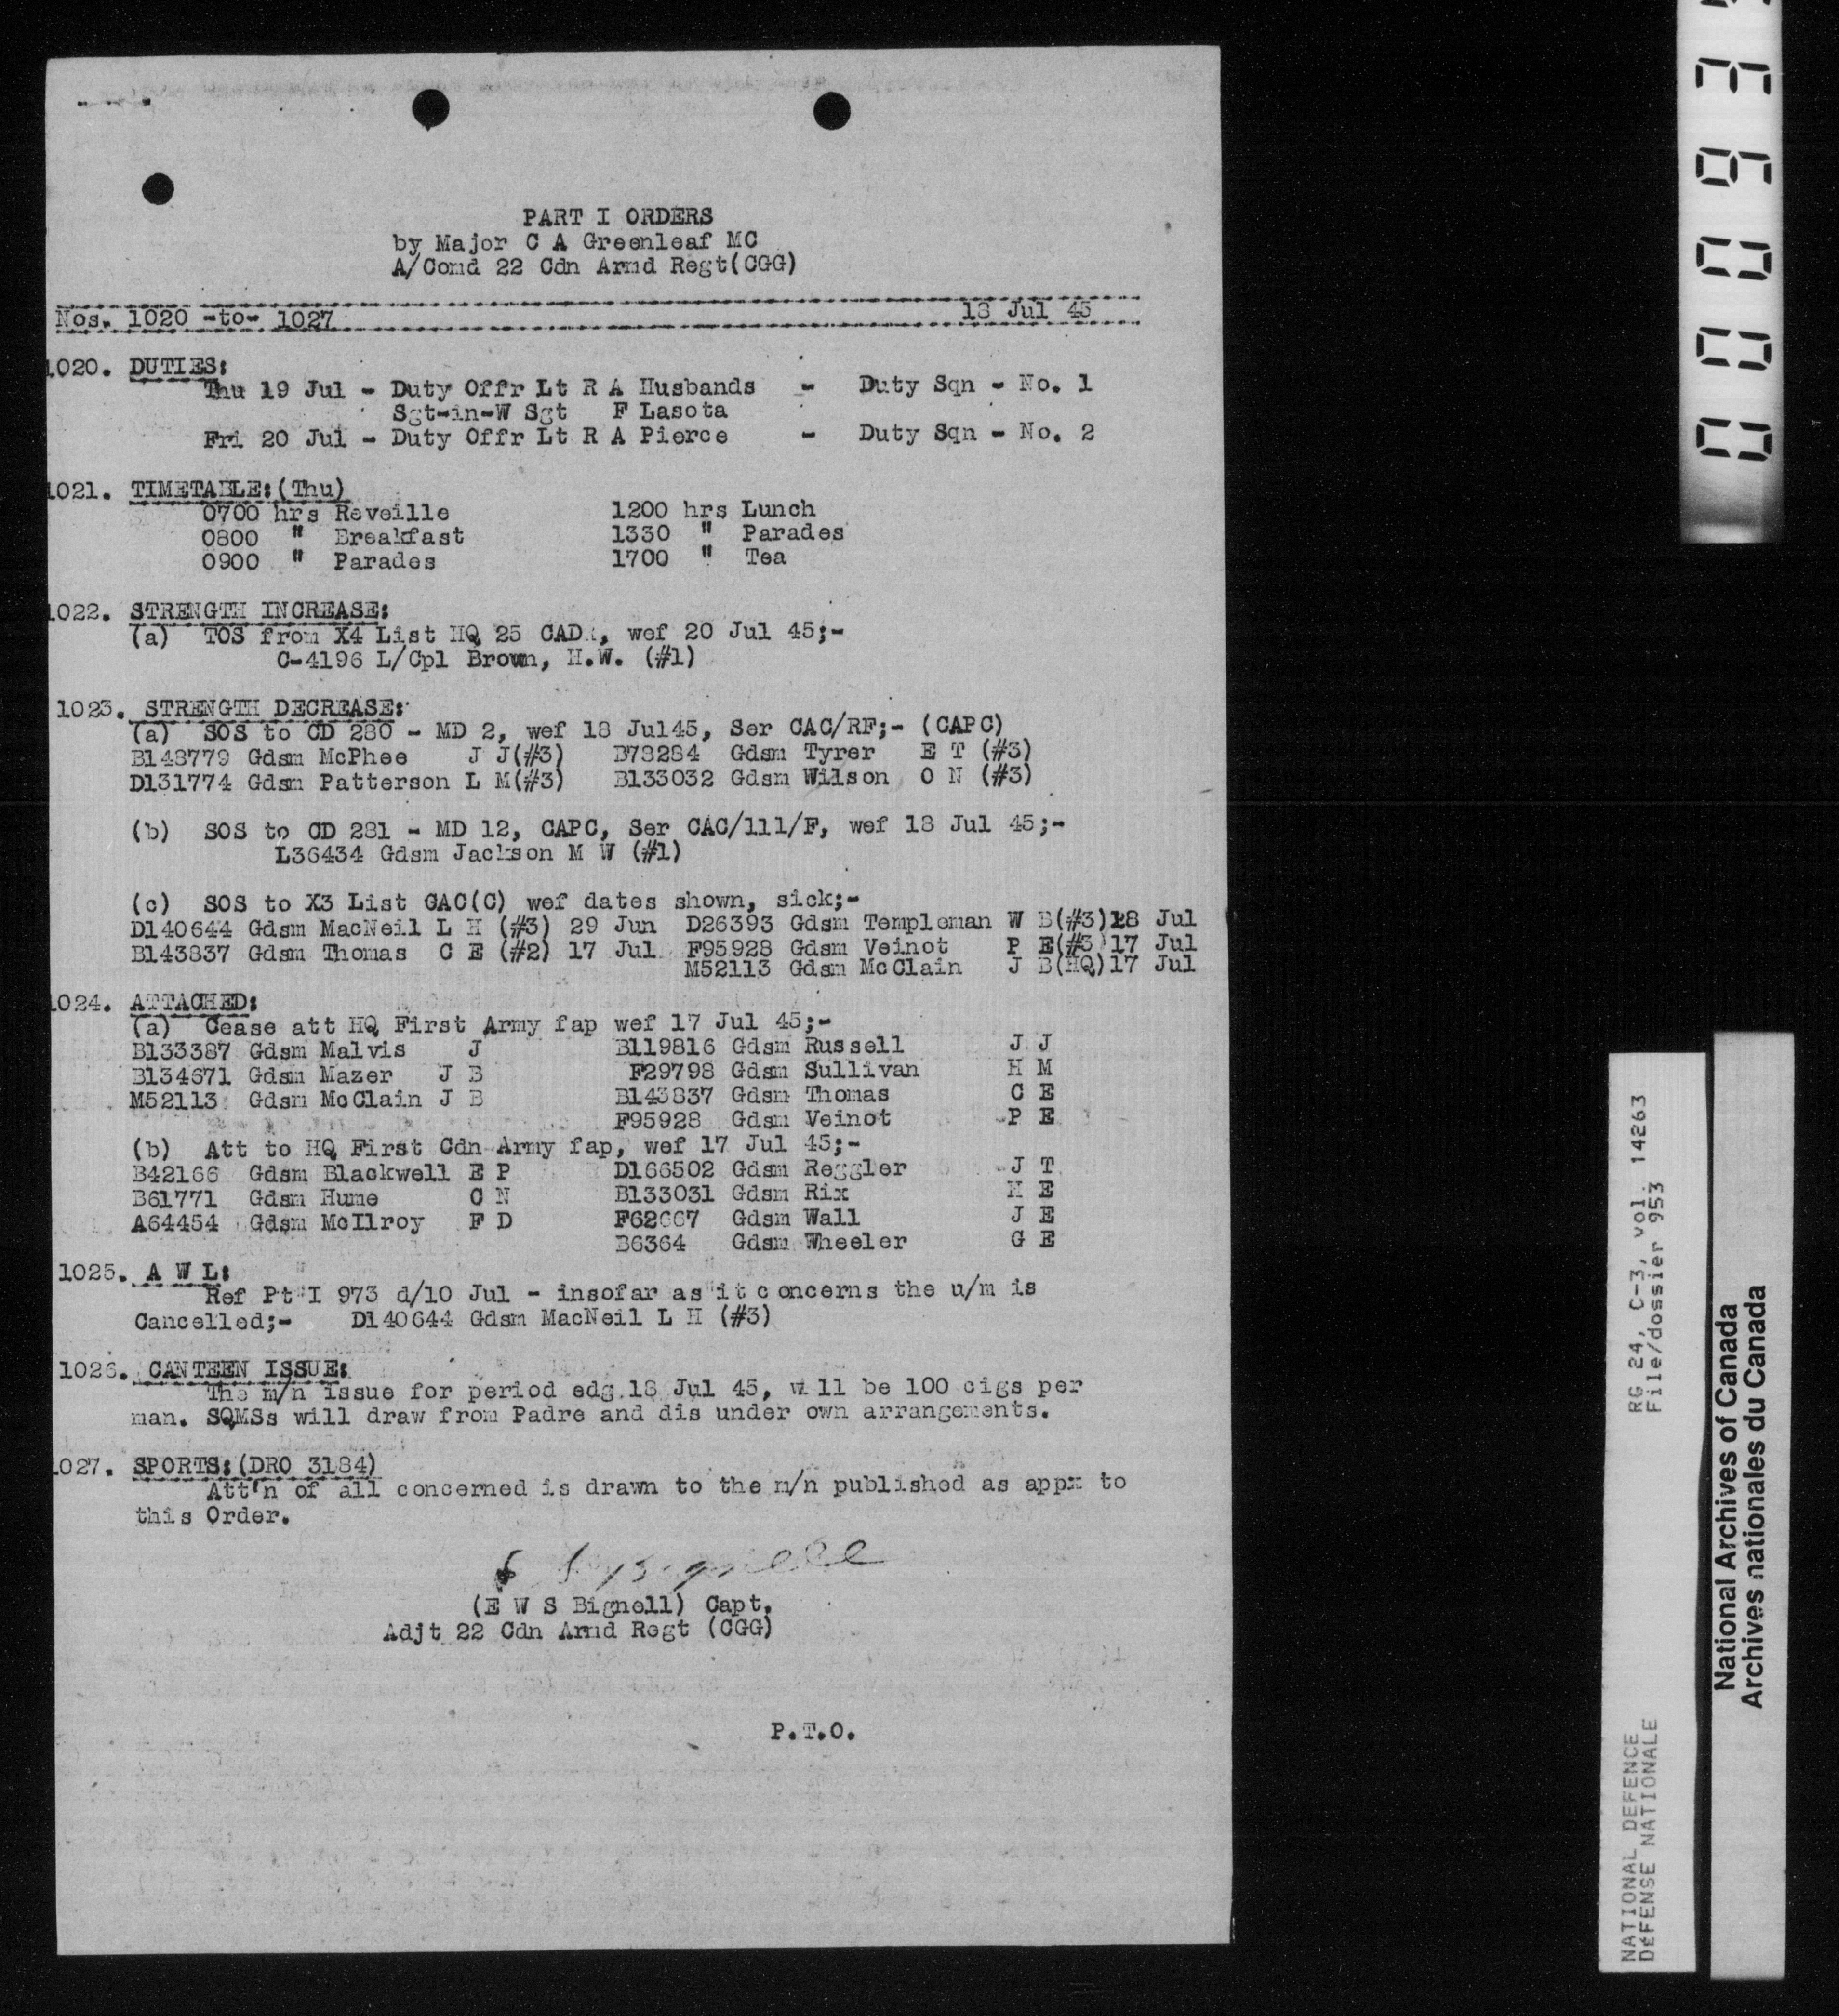 PART I ORDERS
by Major C A Greenleaf MC
A/Comd 22 Cdn Armd Regt(CGG)
Nos. 1020 -to- 1027 18 Jul 45
1020. DUTIES:
Thu 19 Jul - Duty Offr Lt R A Husbands - Duty Sqn - No. 1
Sgt-in-W Sgt F Lasota
Fri 20 Jul - Duty Offr Lt R A Pierce - Duty Sqn - No. 2
1021. TIMETABLE:(Thu)
0700 hrs Reveille 1200 hrs Lunch
0800 " Breakfast 1330 " Parades
0900 " Parades 1700 " Tea
1022. STRENGTH INCREASE:
(a) TOS from X4 List HQ 25 CAD, wef 20 Jul 45;-
C-4196 L/Cpl Brown, H.W. (#1)
1023. STRENGTH DECREASE:
(a) SOS to CD 280 - MD 2, wef 18 Jul45, Ser CAC/RF;- (CAPC)
B148779 Gdsm McPhee J J(#3) B78284 Gdsm Tyrer E T (#3)
D131774 Gdsm Patterson L M(#3) B133032 Gdsm Wilson O N (#3)
(b) SOS to CD 281 - MD 12, CAPC, Ser CAC/111/F, wef 18 Jul 45;-
L36434 Gdsm Jackson M W (#1)
(c) SOS to X3 List GAC(C) wef dates shown, sick;-
D140644 Gdsm MacNeil L H (#3) 29 Jun D26393 Gdsm Templeman W B(#3)18 Jul
B143837 Gdsm Thomas C E (#2) 17 Jul F95928 Gdsm Veinot P E(#3)17 Jul
M52113 Gdsm McClain J B(HQ)17 Jul
1024. ATTACHED:
(a) Cease att HQ First Army fap wef 17 Jul 45;-
B133387 Gdsm Malvis J B119816 Gdsm Russell J J
B134671 Gdsm Mazer J B F29798 Gdsm Sullivan H M
M52113 Gdsm McClain J B B143837 Gdsm Thomas C E
F95928 Gdsm Veinot P E
(b) Att to HQ First Cdn Army fap, wef 17 Jul 45;-
B42166 Gdsm Blackwell E P D166502 Gdsm Reggler J T
B61771 Gdsm Hume C N B133031 Gdsm Rix H E
A64454 Gdsm McIlroy F D F62667 Gdsm Wall J E
B6364 Gdsm Wheeler G E
1025. A W L:
Ref Pt I 973 d/10 Jul - insofar as it concerns the u/m is
Cancelled;- D140644 Gdsm MacNeil L H (#3)
1026. CANTEEN ISSUE:
The m/n issue for period edg 18 Jul 45, will be 100 cigs per
man. SQMSs will draw from Padre and dis under own arrangements.
1027. SPORTS:(DRO 3184)
Att'n of all concerned is drawn to the m/n published as appx to
this Order.
(E W S Bignell) Capt.
Adjt 22 Cdn Armd Regt (CGG)
P.T.O.
RG 24, C-3, vol. 14263
File/dossier 953
NATIONAL DEFENCE
DéFENSE NATIONALE
National Archives of Canada
Archives nationales du Canada